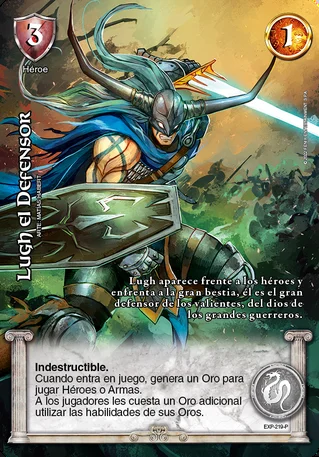 3
1
Héroe
Lugh el Defensor
Lugh aparece frente a los héroes y
enfrenta a la gran bestia, él es el gran
defensor de los valientes, del dios de
los grandes guerreros.
Indestructible.
Cuando entra en juego, genera un Oro para
jugar Héroes o Armas.
A los jugadores les cuesta un Oro adicional
utilizar las habilidades de sus Oros.
EXP-219-P